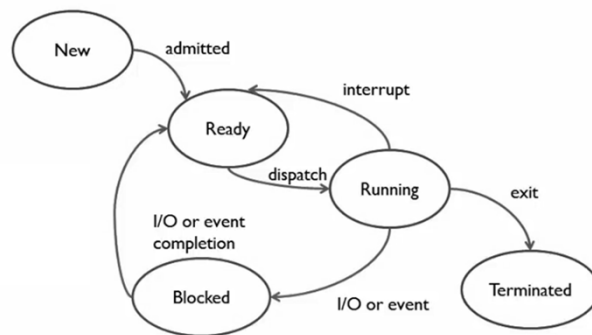 New
admitted
interrupt
Ready
dispatch
Running
exit
I/O or event
completion
Blocked
I/O or event
Terminated